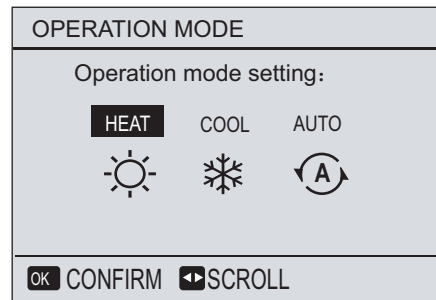 OPERATION MODE
Operation mode setting:
HEAT COOL AUTO
A
OK CONFIRM SCROLL